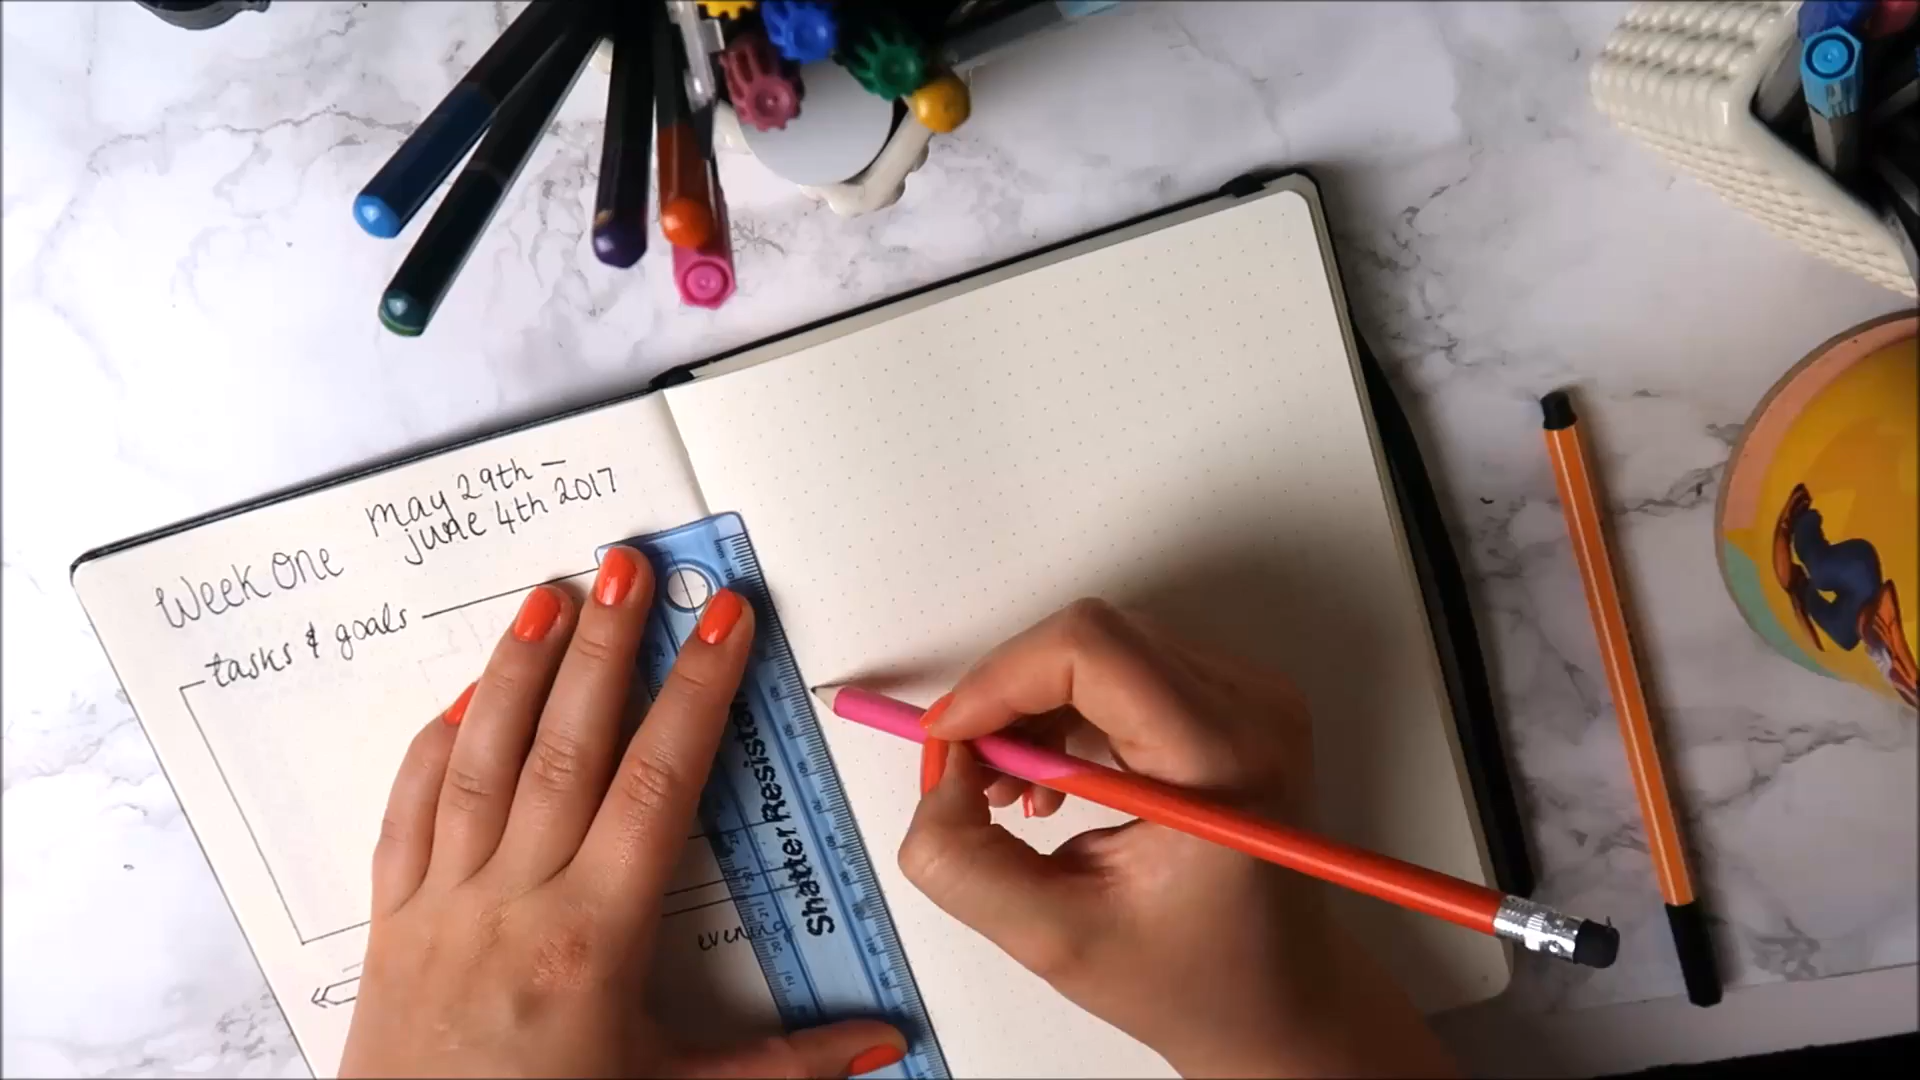 may 29th –
june 4th 2017
Week One
tasks & goals
Shatter Resistant
evening